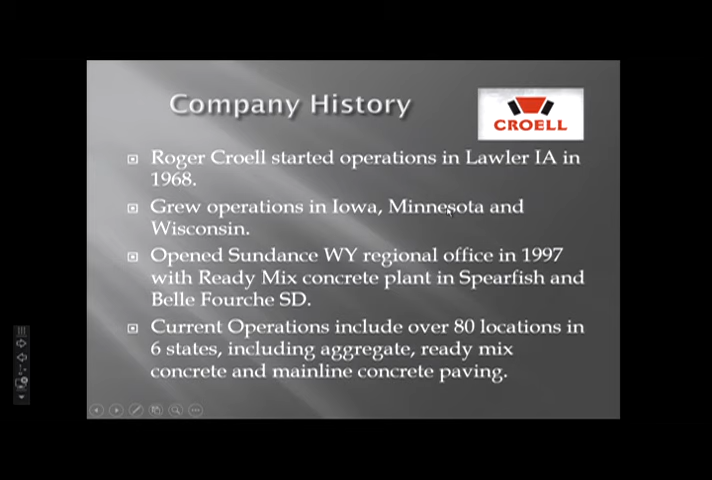 Company History
CROELL
Roger Croell started operations in Lawler IA in
1968.
Grew operations in Iowa, Minnesota and
Wisconsin.
Opened Sundance WY regional office in 1997
with Ready Mix concrete plant in Spearfish and
Belle Fourche SD.
Current Operations include over 80 locations in
6 states, including aggregate, ready mix
concrete and mainline concrete paving.